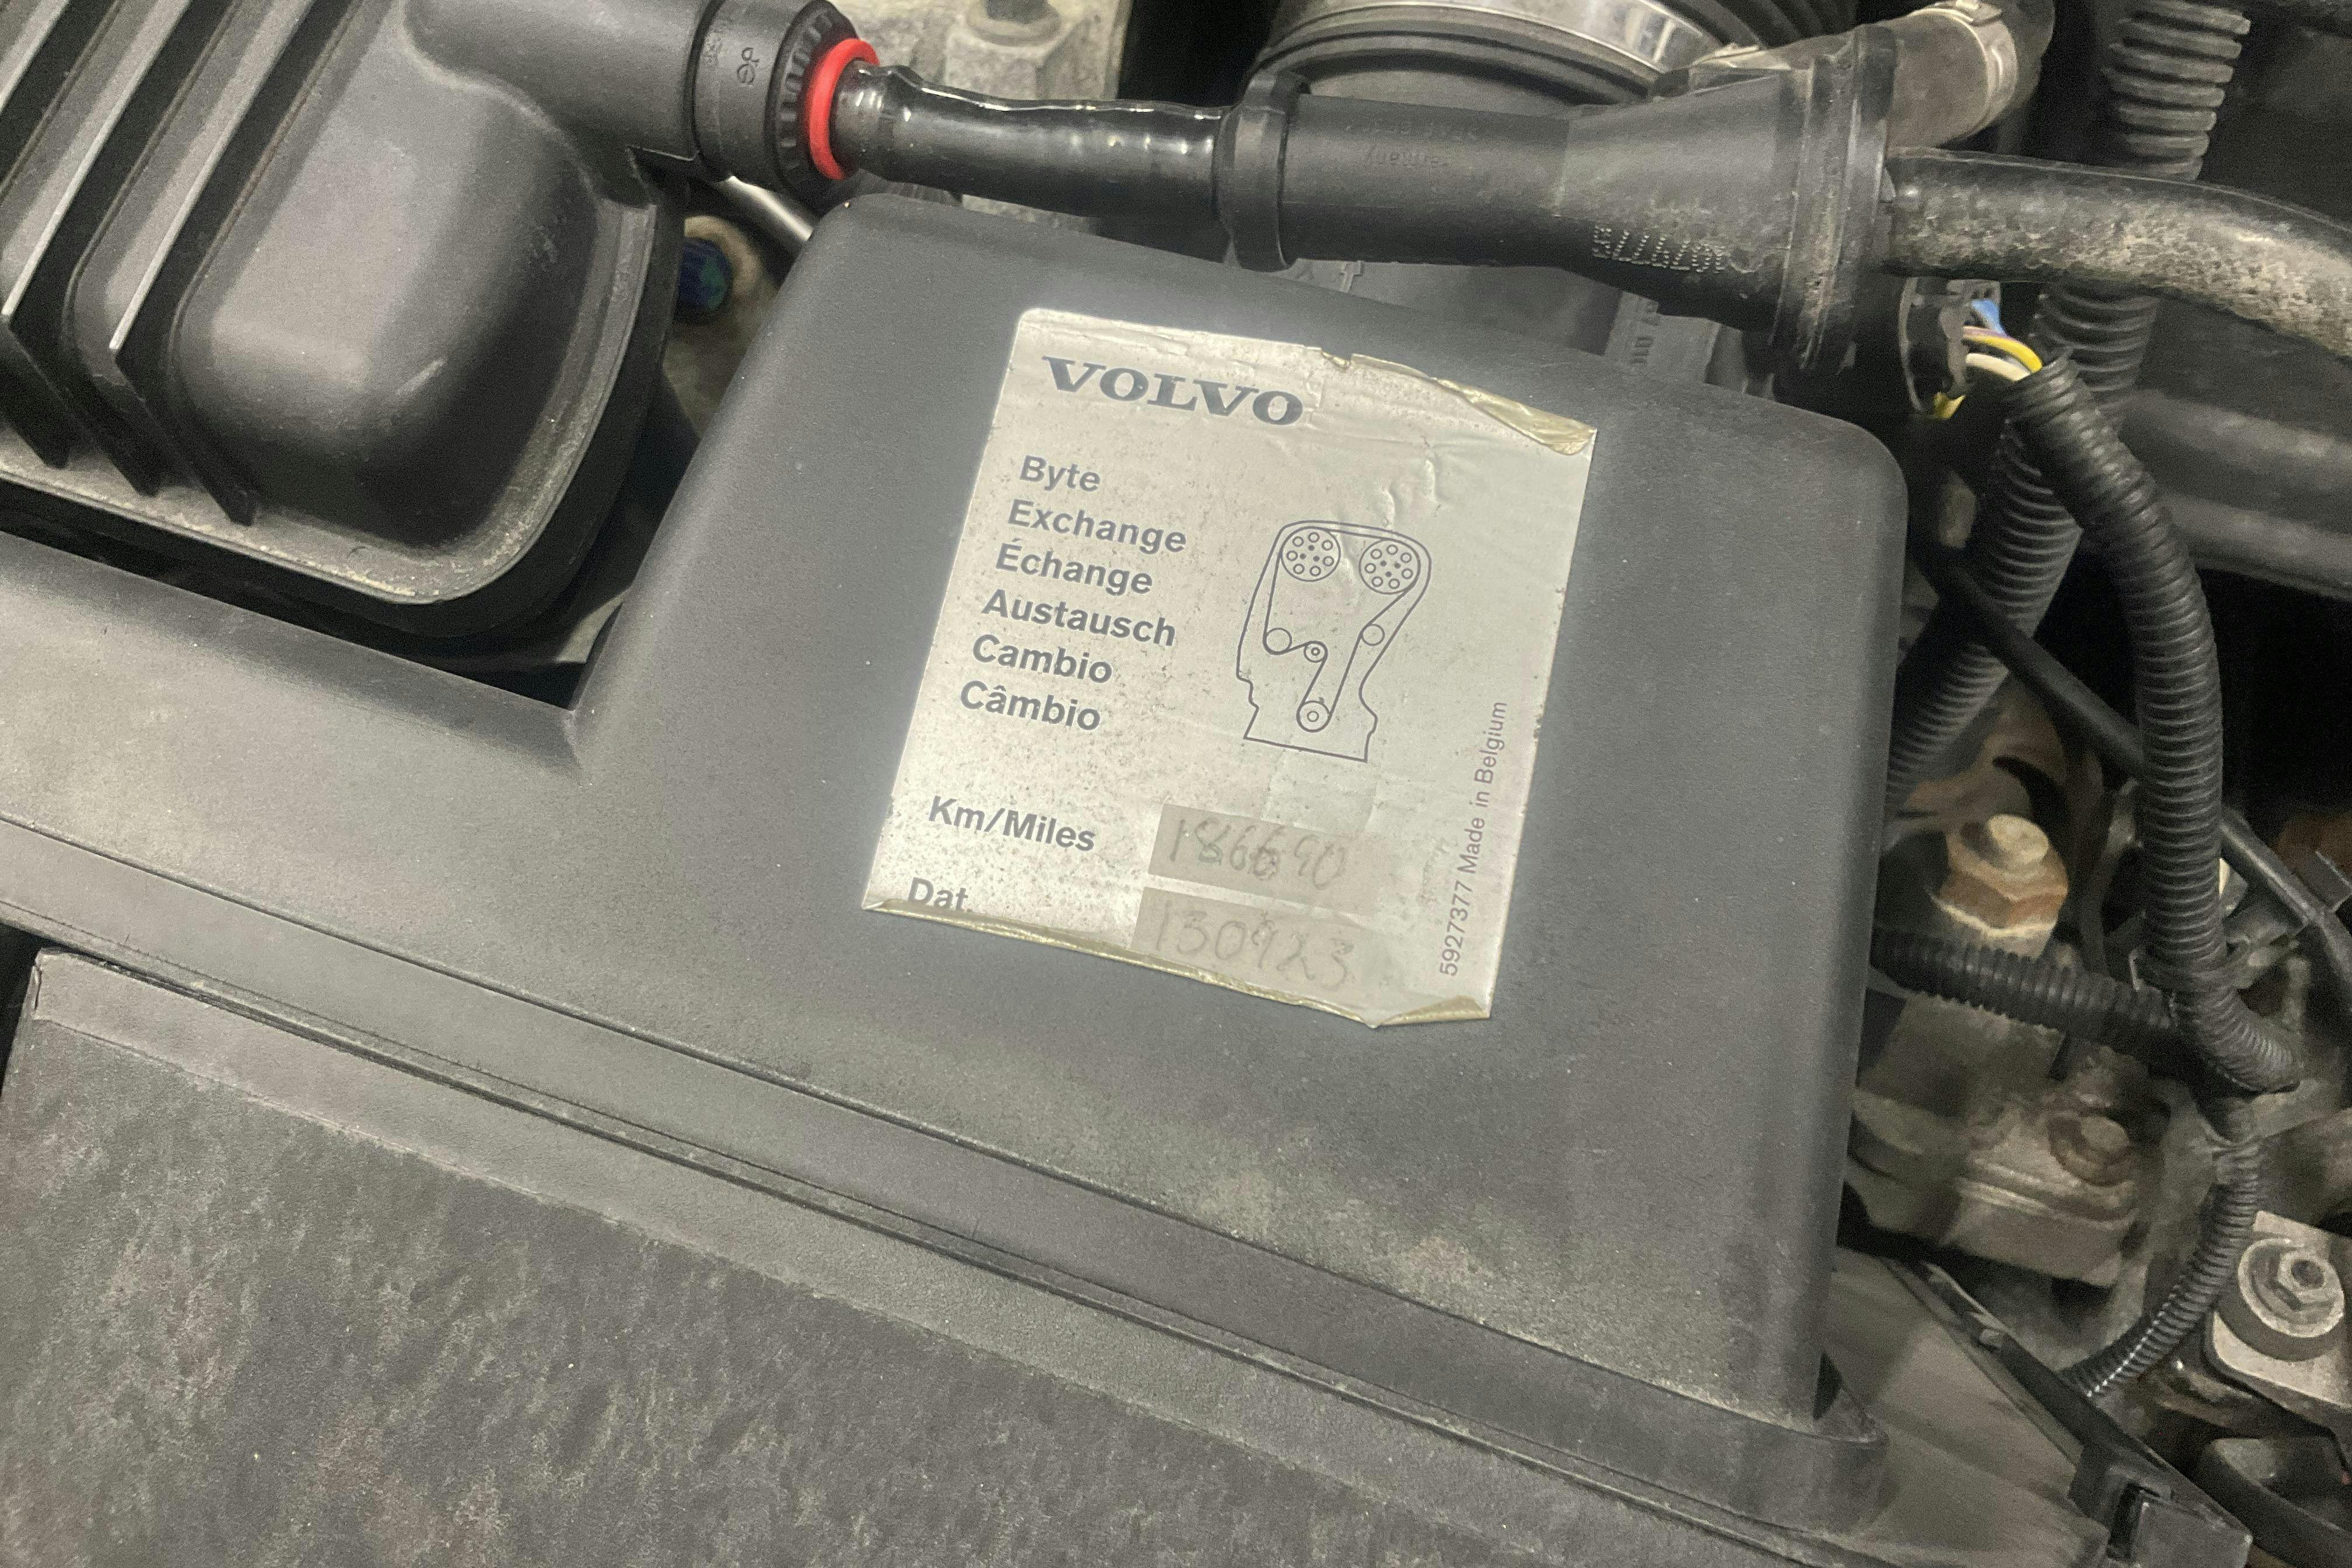 VOLVO
Byte
Exchange
Échange
Austausch
Cambio
Câmbio
Km/Miles 186690
Dat. 130923
5927377 Made in Belgium